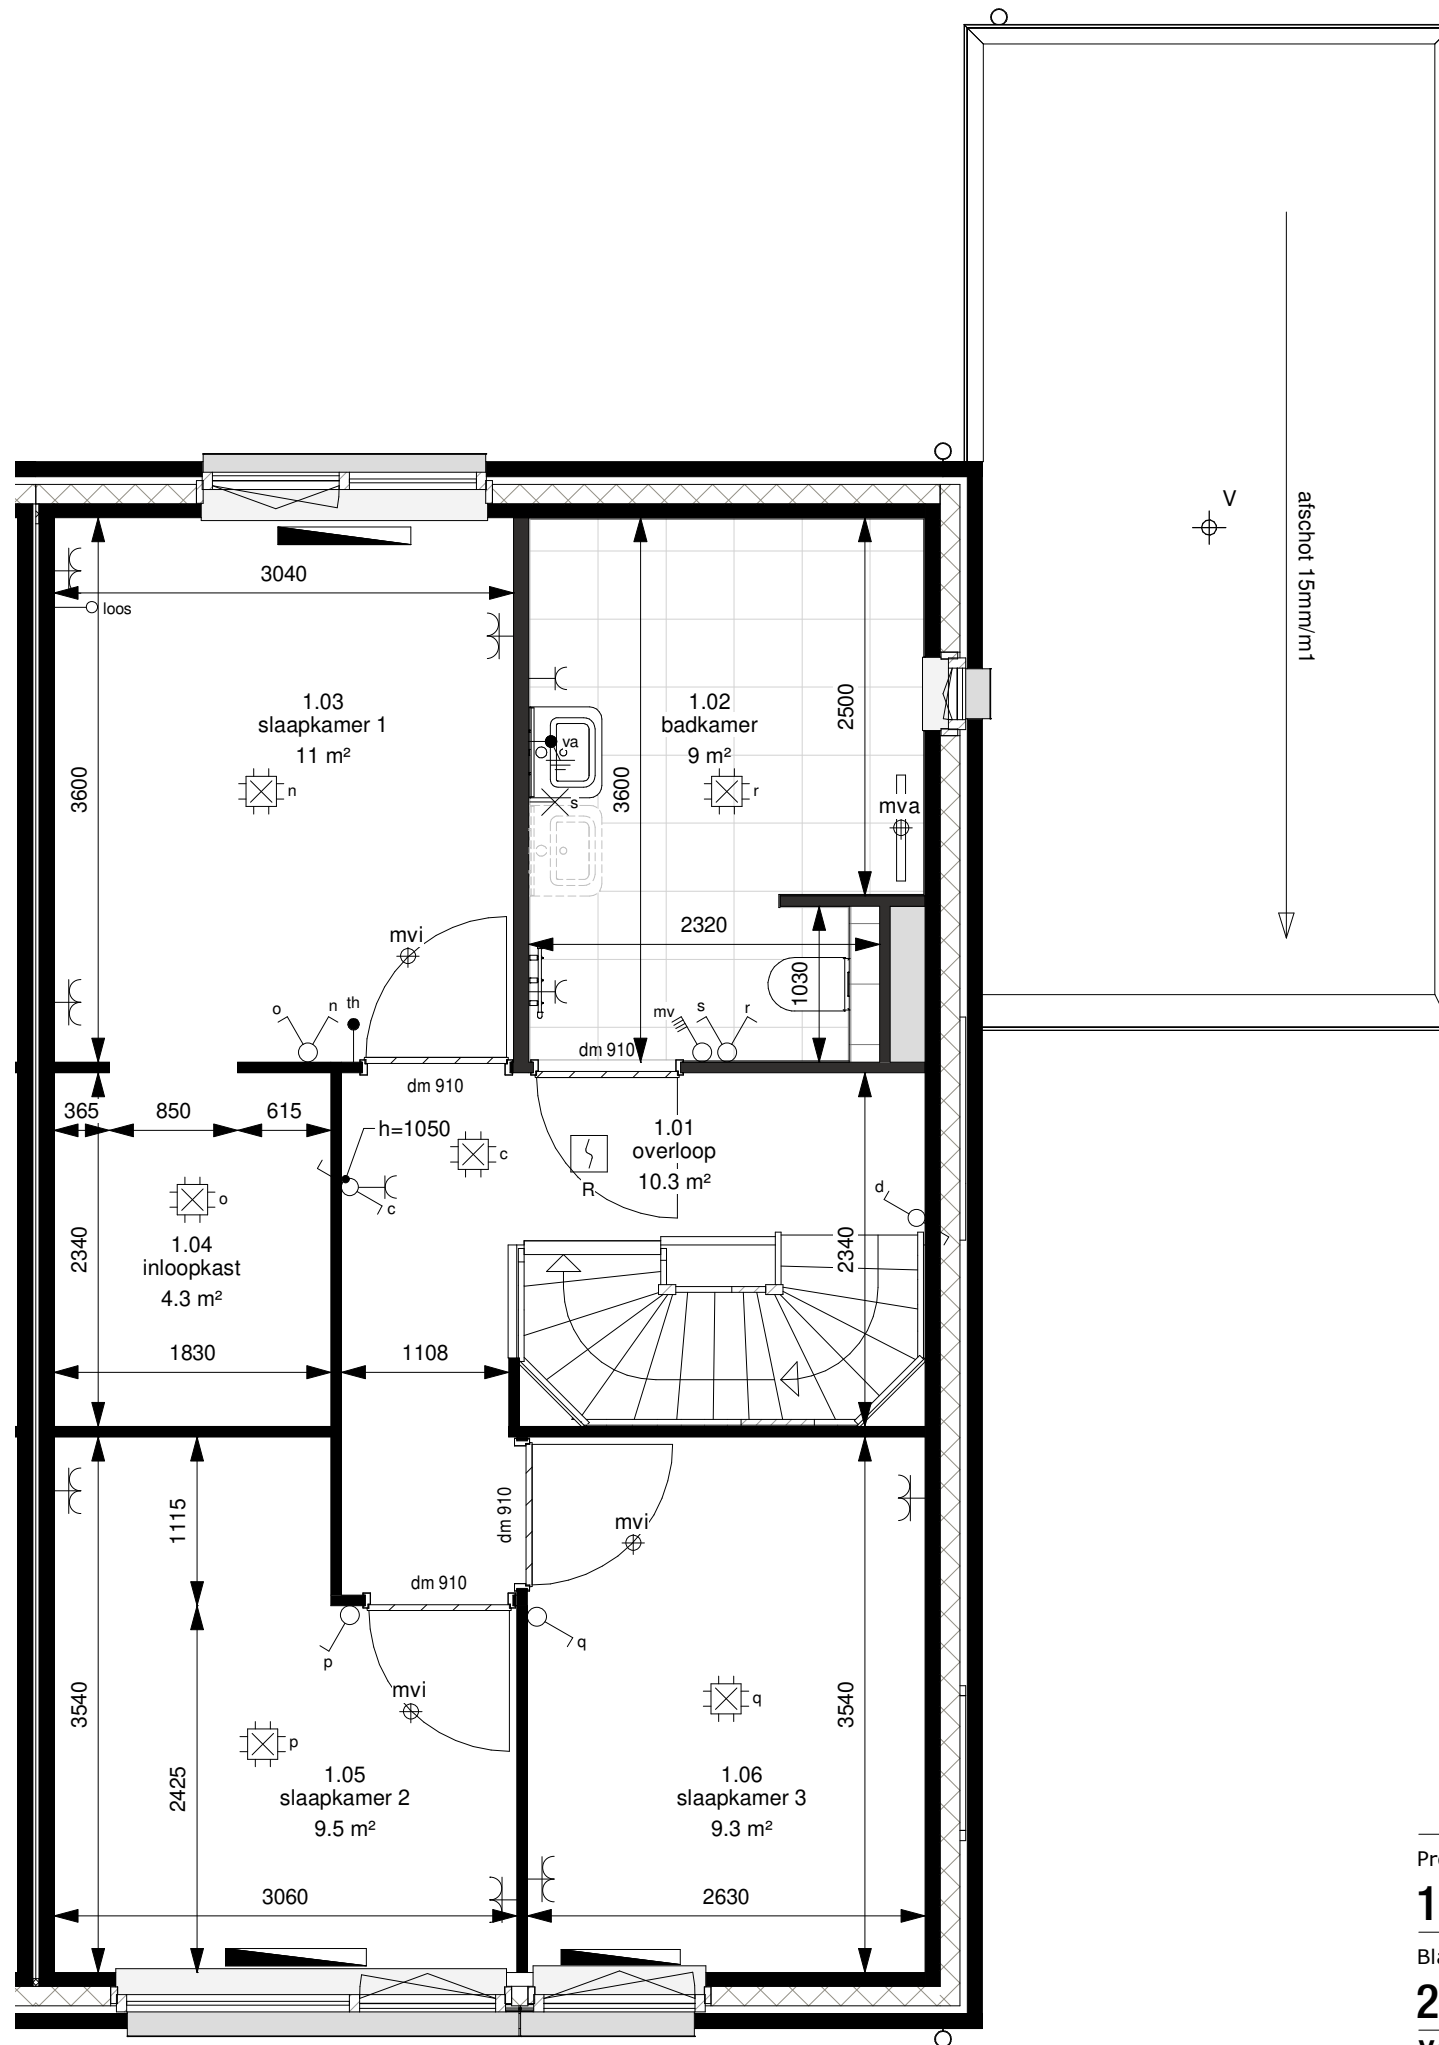 V
afschot 15mm/m1
3040
loos
1.03
slaapkamer 1
11 m²
n
3600
va
c
s
3600
1.02
badkamer
9 m²
r
2500
mva
mvi
2320
1030
o
n
th
mv
s
r
dm 910
dm 910
365
850
615
h=1050
c
c
R
1.01
overloop
10.3 m²
d
o
1.04
inloopkast
4.3 m²
2340
2340
1830
1108
1115
dm 910
mvi
dm 910
p
q
mvi
3540
3540
q
p
2425
1.05
slaapkamer 2
9.5 m²
1.06
slaapkamer 3
9.3 m²
3060
2630
Pr
1
Bla
2